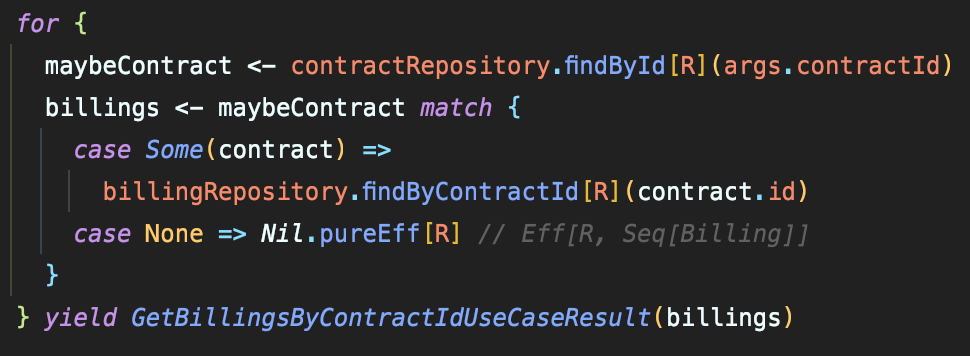 for {
  maybeContract <- contractRepository.findById[R](args.contractId)
  billings <- maybeContract match {
    case Some(contract) =>
      billingRepository.findByContractId[R](contract.id)
    case None => Nil.pureEff[R] // Eff[R, Seq[Billing]]
  }
} yield GetBillingsByContractIdUseCaseResult(billings)